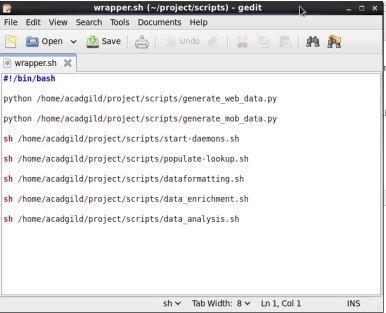 wrapper.sh (~/project/scripts) - gedit
File Edit View Search Tools Documents Help
Open Save Undo
wrapper.sh
#!/bin/bash
python /home/acadgild/project/scripts/generate_web_data.py
python /home/acadgild/project/scripts/generate_mob_data.py
sh /home/acadgild/project/scripts/start-daemons.sh
sh /home/acadgild/project/scripts/populate-lookup.sh
sh /home/acadgild/project/scripts/dataformatting.sh
sh /home/acadgild/project/scripts/data_enrichment.sh
sh /home/acadgild/project/scripts/data_analysis.sh
sh Tab Width: 8 Ln 1, Col 1 INS